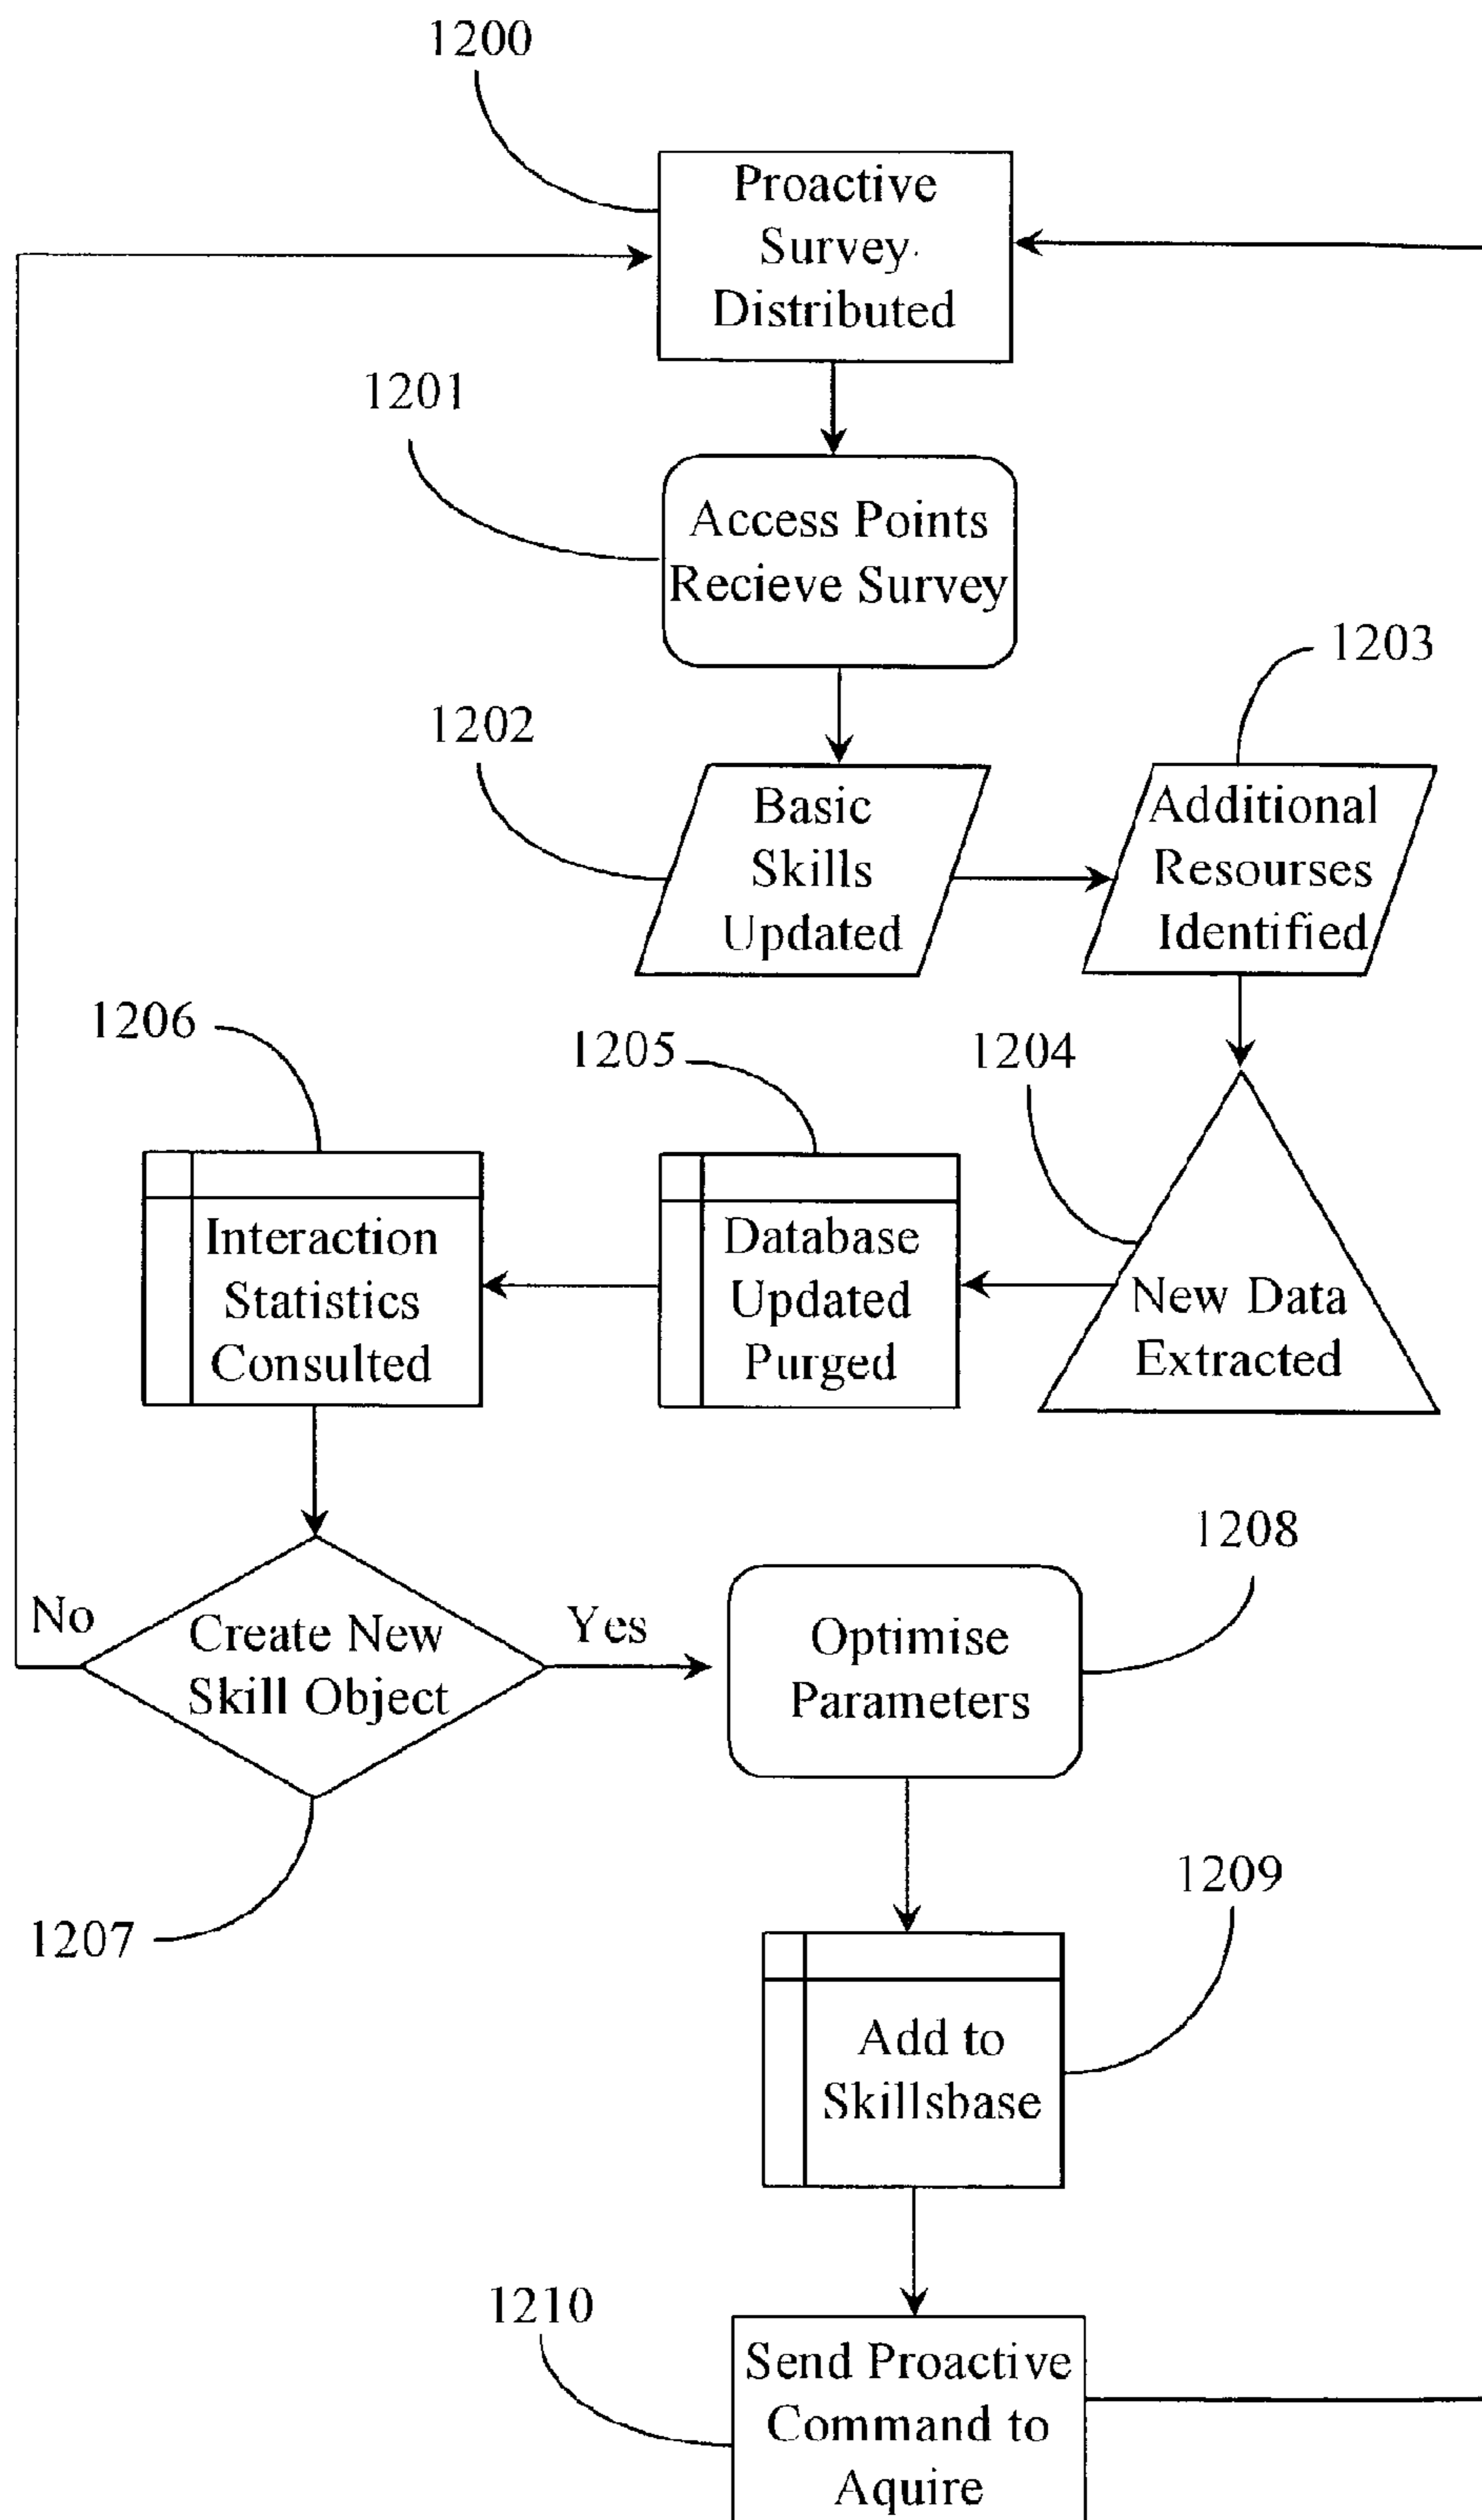 1200
Proactive
Survey
Distributed
1201
Access Points
Recieve Survey
1203
1202
Basic
Skills
Updated
Additional
Resourses
Identified
1206
1205
1204
Interaction
Statistics
Consulted
Database
Updated
Purged
New Data
Extracted
1208
No
Create New
Skill Object
Yes
Optimise
Parameters
1209
1207
Add to
Skillsbase
1210
Send Proactive
Command to
Aquire